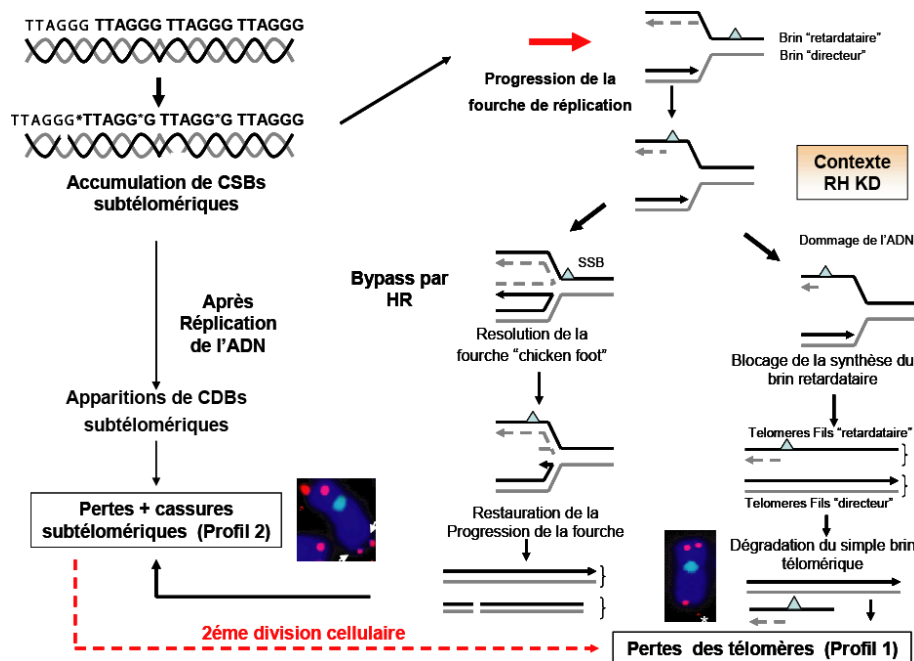 TTAGGG TTAGGG TTAGGG TTAGGG
TTAGGG*TTAGG*G TTAGG*G TTAGGG
Accumulation de CSBs
subtélomériques
Après
Réplication
de l'ADN
Apparitions de CDBs
subtélomériques
Pertes + cassures
subtélomériques (Profil 2)
2éme division cellulaire
Progression de la
fourche de réplication
Brin "retardataire"
Brin "directeur"
Contexte
RH KD
Bypass par
HR
SSB
Resolution de la
fourche "chicken foot"
Restauration de la
Progression de la fourche
Dommage de l'ADN
Blocage de la synthèse du
brin retardataire
Telomeres Fils "retardataire"
Telomeres Fils "directeur"
Dégradation du simple brin
télomérique
*
Pertes des télomères (Profil 1)